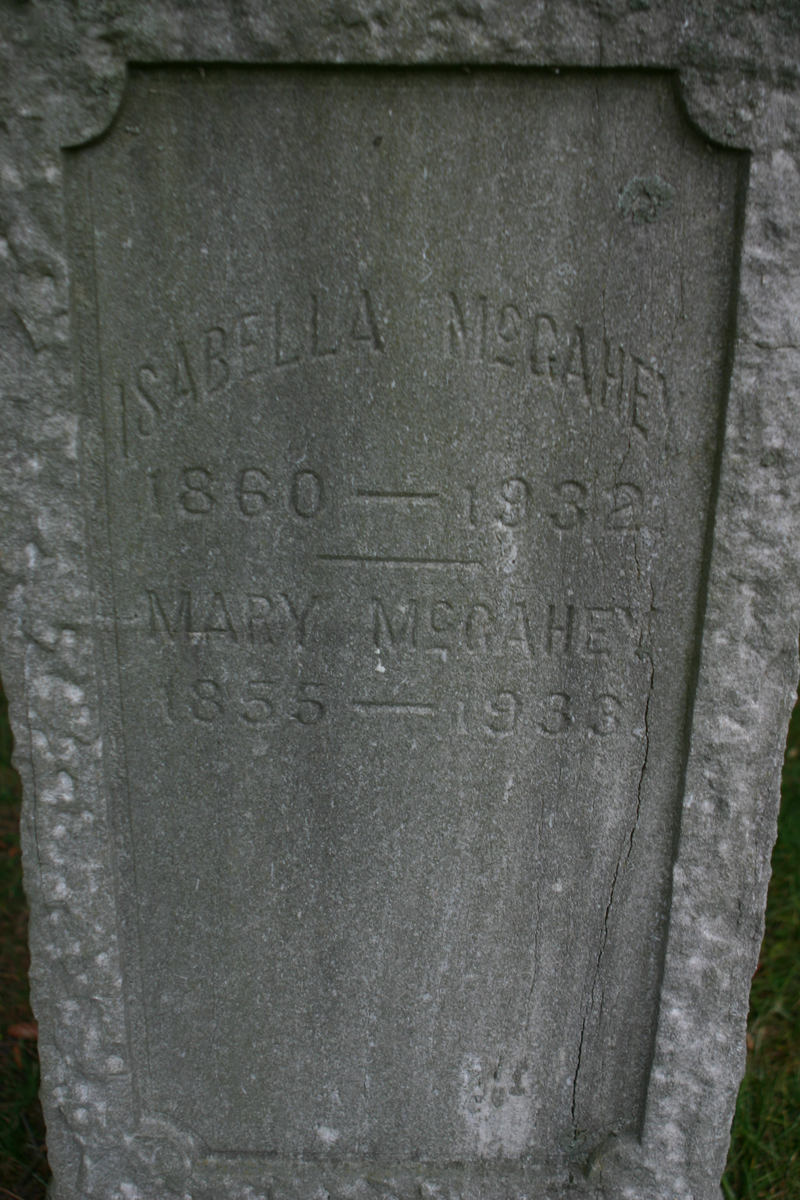 ISABELLA McGAHEY
1860 — 1932
MARY McGAHEY
1855 — 1933